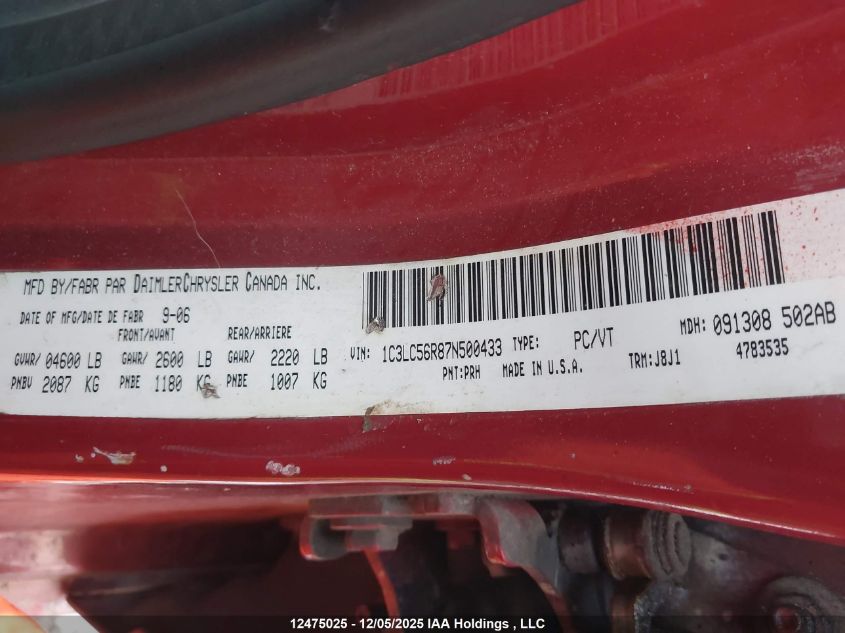 MFD BY/FABR PAR DAIMLERCHRYSLER CANADA INC.
DATE OF MFG/DATE DE FABR 9-06
FRONT/AVANT REAR/ARRIERE
GVWR/ 04600 LB GAWR/ 2600 LB GAWR/ 2220 LB
PNBV 2087 KG PNBE 1180 KG PNBE 1007 KG
VIN: 1C3LC56R87N500433 TYPE: PC/VT MDH: 091308 502AB
PNT:PRH MADE IN U.S.A. TRM:J8J1 4783535
12475025 - 12/05/2025 IAA Holdings , LLC